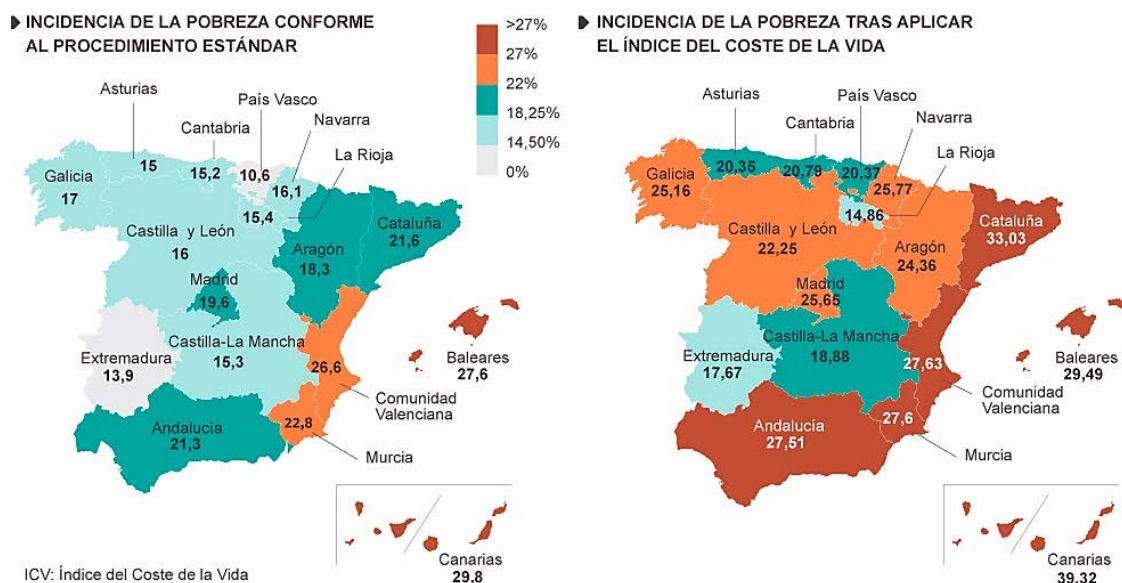 INCIDENCIA DE LA POBREZA CONFORME
AL PROCEDIMIENTO ESTÁNDAR
Asturias
15
Cantabria
15,2
País Vasco
10,6
Navarra
16,1
La Rioja
15,4
Galicia
17
Castilla y León
16
Aragón
18,3
Cataluña
21,6
Madrid
19,6
Extremadura
13,9
Castilla-La Mancha
15,3
26,6
Comunidad
Valenciana
Baleares
27,6
Andalucía
21,3
22,8
Murcia
Canarias
29,8
ICV: Índice del Coste de la Vida
>27%
27%
22%
18,25%
14,50%
0%
INCIDENCIA DE LA POBREZA TRAS APLICAR
EL ÍNDICE DEL COSTE DE LA VIDA
Asturias
20,35
Cantabria
20,79
País Vasco
20,37
Navarra
25,77
La Rioja
14,86
Galicia
25,16
Castilla y León
22,25
Aragón
24,36
Cataluña
33,03
Madrid
25,65
Extremadura
17,67
Castilla-La Mancha
18,88
27,63
Comunidad
Valenciana
Baleares
29,49
Andalucía
27,51
27,6
Murcia
Canarias
39,32